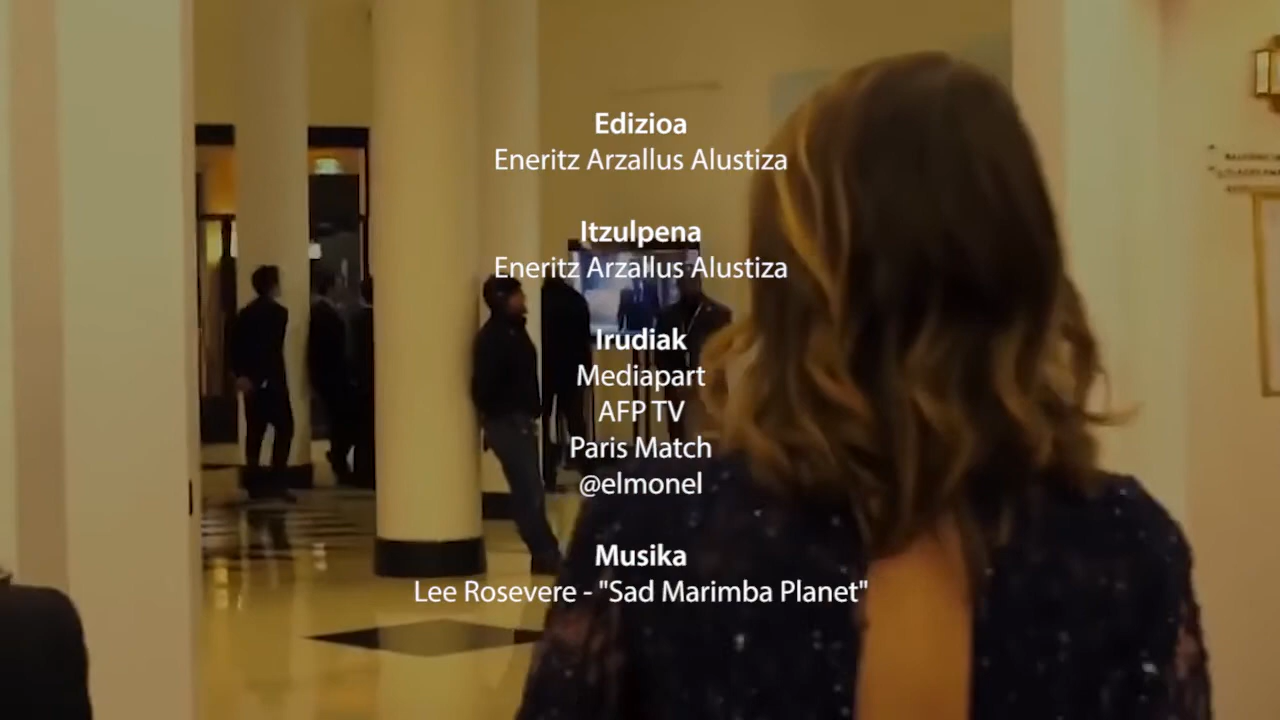 Edizioa
Eneritz Arzallus Alustiza
Itzulpena
Eneritz Arzallus Alustiza
Irudiak
Mediapart
AFP TV
Paris Match
@elmonel
Musika
Lee Rosevere - "Sad Marimba Planet"